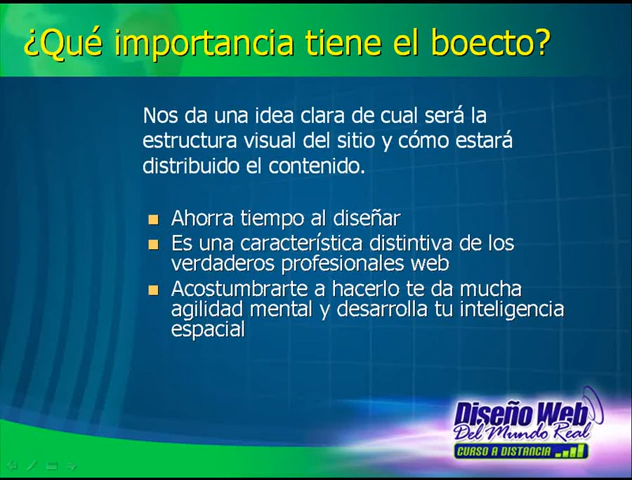 ¿Qué importancia tiene el boecto?
Nos da una idea clara de cual será la
estructura visual del sitio y cómo estará
distribuido el contenido.
Ahorra tiempo al diseñar
Es una característica distintiva de los
verdaderos profesionales web
Acostumbrarte a hacerlo te da mucha
agilidad mental y desarrolla tu inteligencia
espacial
Diseño Web
Del Mundo Real
CURSO A DISTANCIA